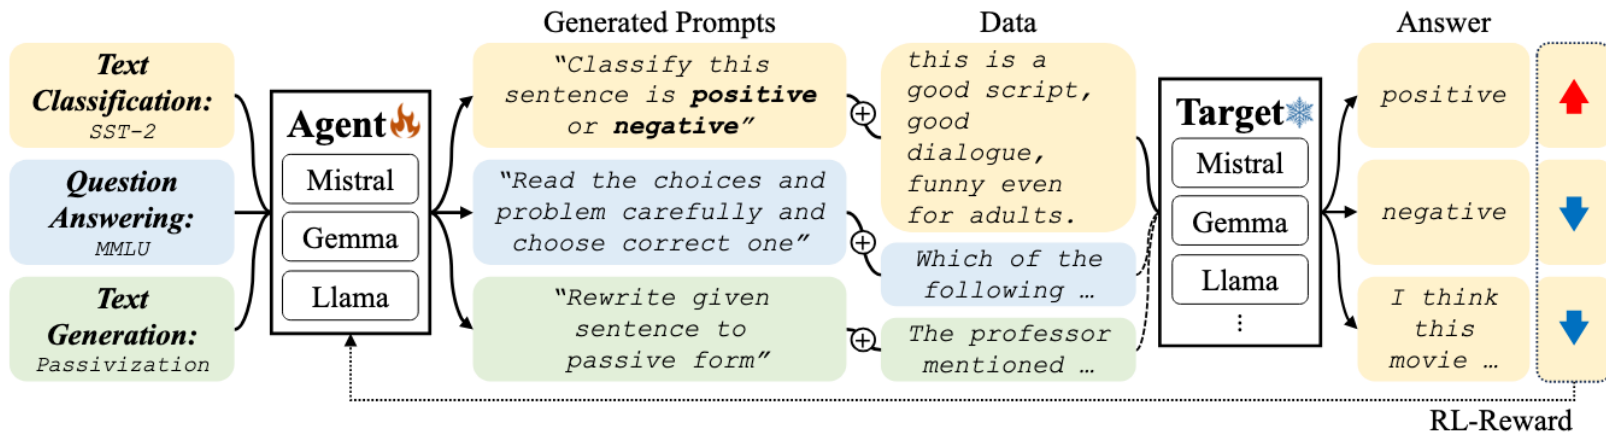 Generated Prompts
Data
Answer
Text
Classification:
SST-2
Question
Answering:
MMLU
Text
Generation:
Passivization
Agent
Mistral
Gemma
Llama
“Classify this
sentence is positive
or negative”
“Read the choices and
problem carefully and
choose correct one”
“Rewrite given
sentence to
passive form”
this is a
good script,
good
dialogue,
funny even
for adults.
Which of the
following …
The professor
mentioned …
Target
Mistral
Gemma
Llama
⋮
positive
negative
I think
this
movie …
RL-Reward